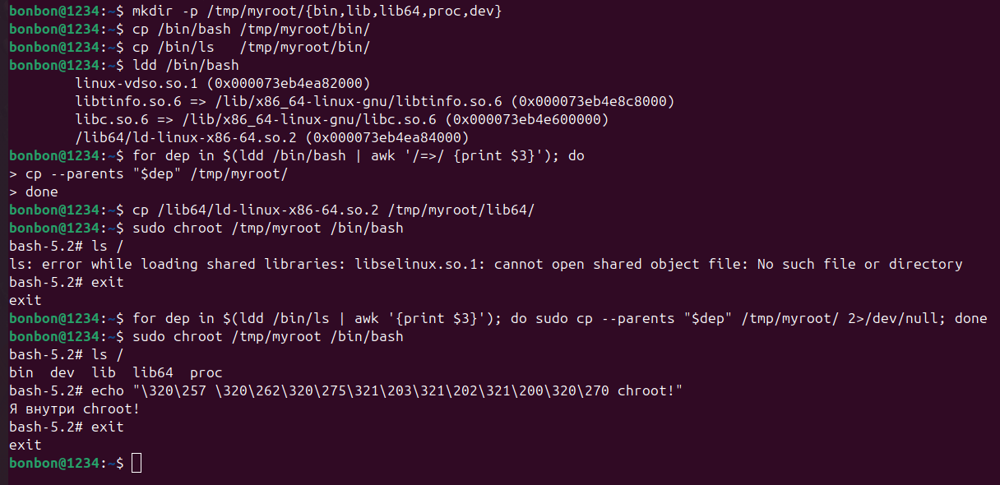 bonbon@1234:~$ mkdir -p /tmp/myroot/{bin,lib,lib64,proc,dev}
bonbon@1234:~$ cp /bin/bash /tmp/myroot/bin/
bonbon@1234:~$ cp /bin/ls   /tmp/myroot/bin/
bonbon@1234:~$ ldd /bin/bash
        linux-vdso.so.1 (0x000073eb4ea82000)
        libtinfo.so.6 => /lib/x86_64-linux-gnu/libtinfo.so.6 (0x000073eb4e8c8000)
        libc.so.6 => /lib/x86_64-linux-gnu/libc.so.6 (0x000073eb4e600000)
        /lib64/ld-linux-x86-64.so.2 (0x000073eb4ea84000)
bonbon@1234:~$ for dep in $(ldd /bin/bash | awk '/=>/ {print $3}'); do
> cp --parents "$dep" /tmp/myroot/
> done
bonbon@1234:~$ cp /lib64/ld-linux-x86-64.so.2 /tmp/myroot/lib64/
bonbon@1234:~$ sudo chroot /tmp/myroot /bin/bash
bash-5.2# ls /
ls: error while loading shared libraries: libselinux.so.1: cannot open shared object file: No such file or directory
bash-5.2# exit
exit
bonbon@1234:~$ for dep in $(ldd /bin/ls | awk '{print $3}'); do sudo cp --parents "$dep" /tmp/myroot/ 2>/dev/null; done
bonbon@1234:~$ sudo chroot /tmp/myroot /bin/bash
bash-5.2# ls /
bin  dev  lib  lib64  proc
bash-5.2# echo "\320\257 \320\262\320\275\321\203\321\202\321\200\320\270 chroot!"
Я внутри chroot!
bash-5.2# exit
exit
bonbon@1234:~$